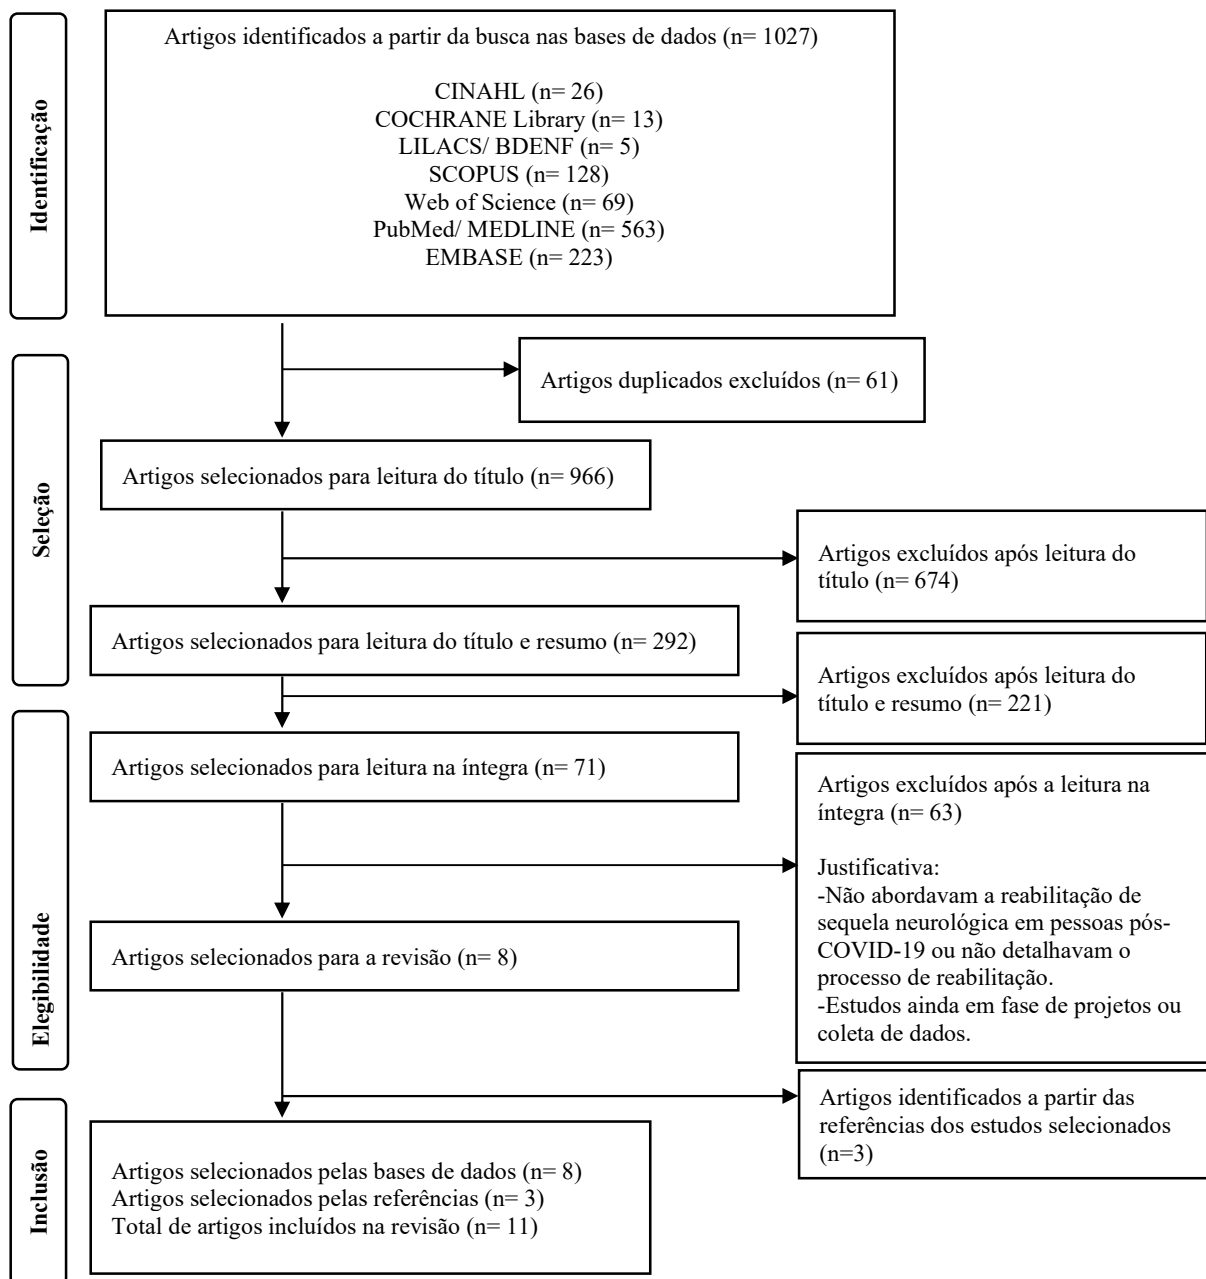 Identificação
Artigos identificados a partir da busca nas bases de dados (n= 1027)
CINAHL (n= 26)
COCHRANE Library (n= 13)
LILACS/ BDENF (n= 5)
SCOPUS (n= 128)
Web of Science (n= 69)
PubMed/ MEDLINE (n= 563)
EMBASE (n= 223)
Seleção
Artigos duplicados excluídos (n= 61)
Artigos selecionados para leitura do título (n= 966)
Artigos excluídos após leitura do
título (n= 674)
Artigos selecionados para leitura do título e resumo (n= 292)
Artigos excluídos após leitura do
título e resumo (n= 221)
Elegibilidade
Artigos selecionados para leitura na íntegra (n= 71)
Artigos excluídos após a leitura na
íntegra (n= 63)
Justificativa:
-Não abordavam a reabilitação de
sequela neurológica em pessoas pós-
COVID-19 ou não detalhavam o
processo de reabilitação.
-Estudos ainda em fase de projetos ou
coleta de dados.
Artigos selecionados para a revisão (n= 8)
Artigos identificados a partir das
referências dos estudos selecionados
(n=3)
Inclusão
Artigos selecionados pelas bases de dados (n= 8)
Artigos selecionados pelas referências (n= 3)
Total de artigos incluídos na revisão (n= 11)